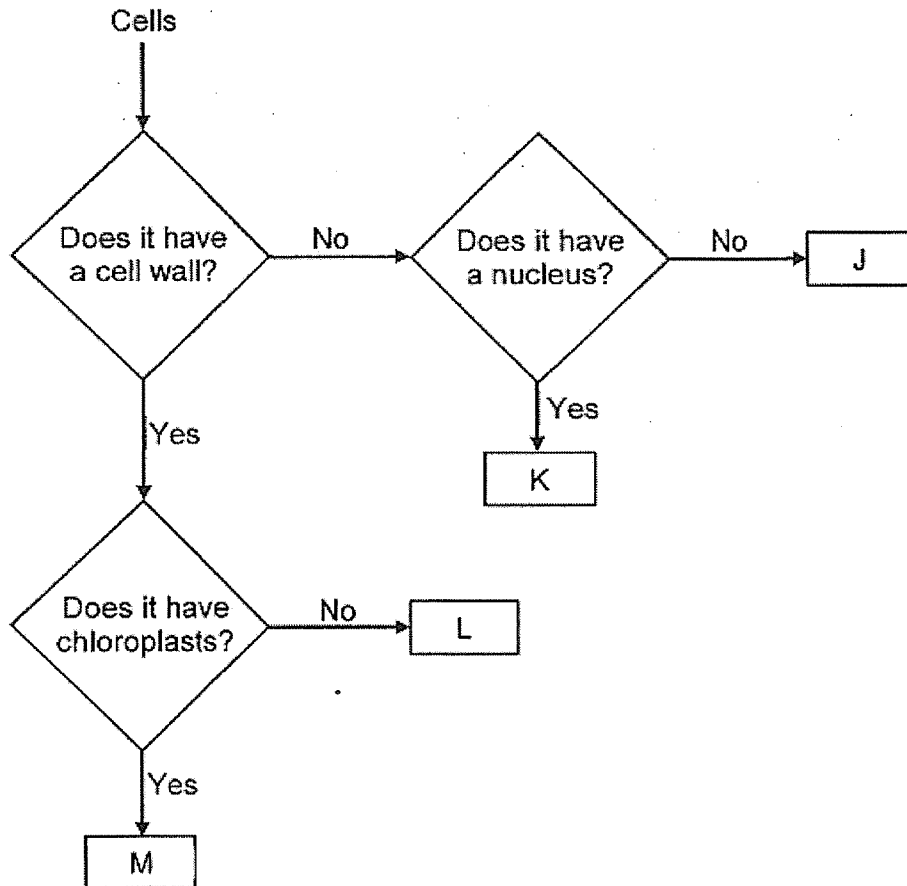 Cells
Does it have
a cell wall?
No
Does it have
a nucleus?
No
J
Yes
K
Yes
Does it have
chloroplasts?
No
L
Yes
M